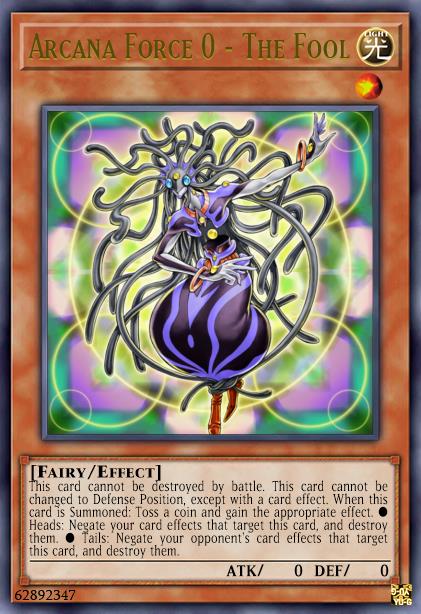 Arcana Force 0 - The Fool
LIGHT
光
[Fairy/Effect]
This card cannot be destroyed by battle. This card cannot be
changed to Defense Position, except with a card effect. When this
card is Summoned: Toss a coin and gain the appropriate effect. ●
Heads: Negate your card effects that target this card, and destroy
them. ● Tails: Negate your opponent's card effects that target
this card, and destroy them.
ATK/ 0 DEF/ 0
62892347